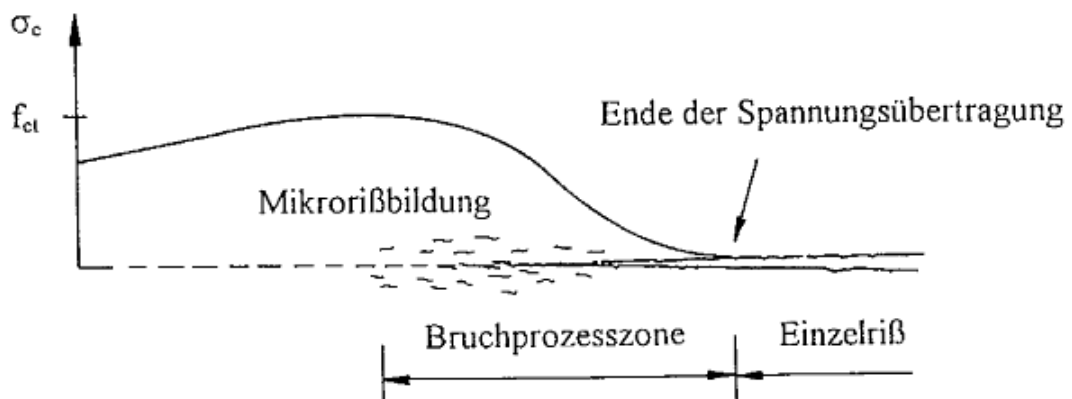 σc
fct
Ende der Spannungsübertragung
Mikrorißbildung
Bruchprozesszone
Einzelriß